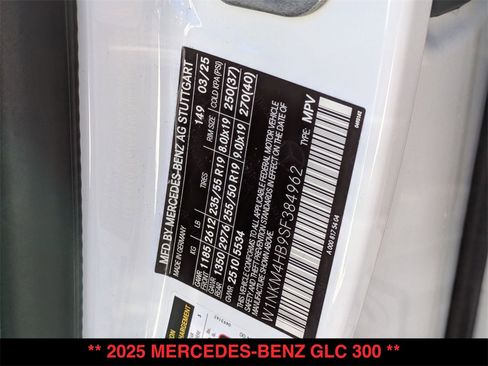 MFD BY MERCEDES-BENZ AG STUTTGART
MADE IN GERMANY
149 03/25
KG LB RIM SIZE COLD KPA (PSI)
GAWR FRONT 1185 2612 235/55 R19 8.0Jx19 250(37)
GAWR REAR 1350 2976 255/50 R19 9.0Jx19 270(40)
GVWR 2510 5534
THIS VEHICLE CONFORMS TO ALL APPLICABLE FEDERAL MOTOR VEHICLE
SAFETY AND THEFT PREVENTION STANDARDS IN EFFECT ON THE DATE OF
MANUFACTURE SHOWN ABOVE
W1NKM4HB9SF384962
TYPE: MPV
A 000 817 54 04
** 2025 MERCEDES-BENZ GLC 300 **